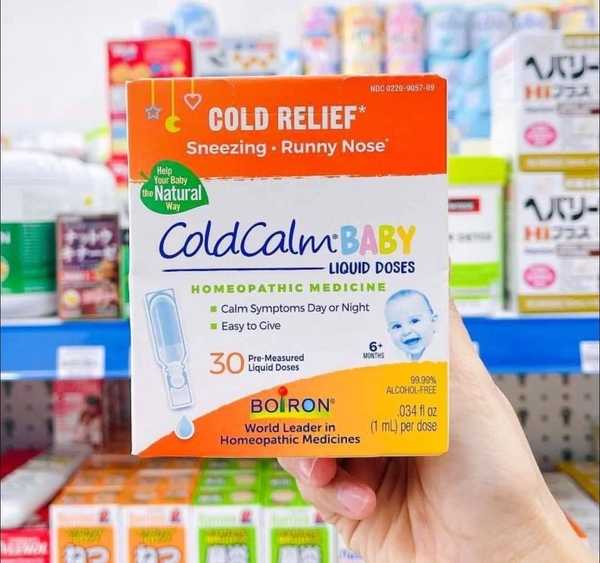 NDC 0220-9057-09
COLD RELIEF*
Sneezing • Runny Nose*
Help
Your Baby
the Natural
Way
ColdCalm® BABY
LIQUID DOSES
HOMEOPATHIC MEDICINE
Calm Symptoms Day or Night
Easy to Give
30 Pre-Measured
Liquid Doses
6+
MONTHS
99.99%
ALCOHOL-FREE
.034 fl oz
(1 mL) per dose
BOIRON®
World Leader in
Homeopathic Medicines
ヘパリー
HIプラス
ヘパリー
HIプラス